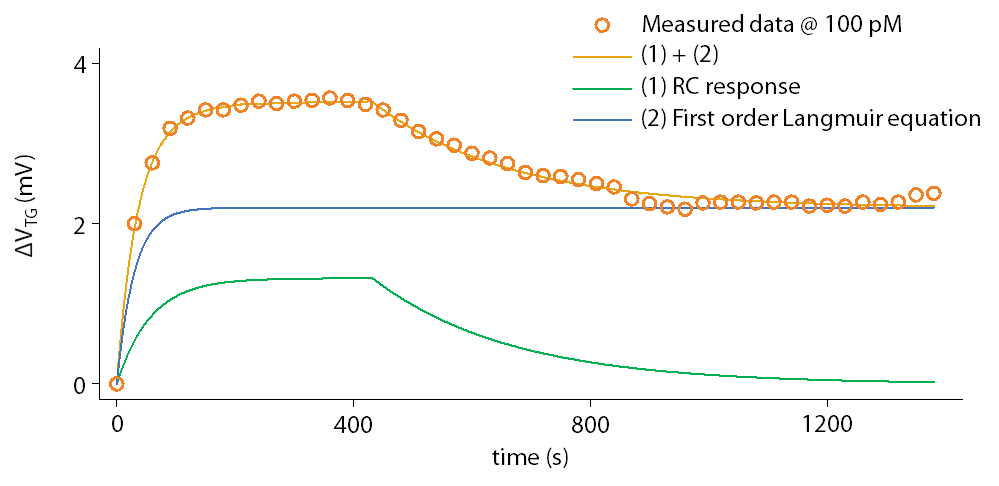 Measured data @ 100 pM
(1) + (2)
(1) RC response
(2) First order Langmuir equation
ΔVTG (mV)
4
2
0
0
400
800
1200
time (s)